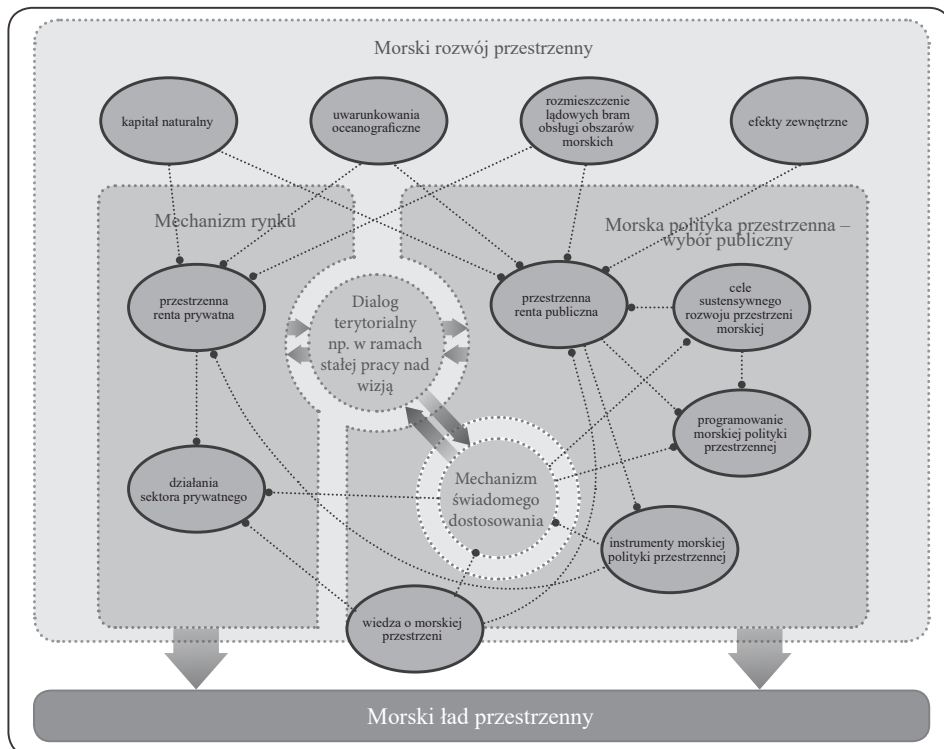 Morski rozwój przestrzenny
kapitał naturalny
uwarunkowania
oceanograficzne
rozmieszczenie
lądowych bram
obsługi obszarów
morskich
efekty zewnętrzne
Mechanizm rynku
Morska polityka przestrzenna –
wybór publiczny
przestrzenna
renta prywatna
Dialog
terytorialny
np. w ramach
stałej pracy nad
wizją
przestrzenna
renta publiczna
cele
sustensywnego
rozwoju przestrzeni
morskiej
programowanie
morskiej polityki
przestrzennej
działania
sektora prywatnego
Mechanizm
świadomego
dostosowania
instrumenty morskiej
polityki przestrzennej
wiedza o morskiej
przestrzeni
Morski ład przestrzenny